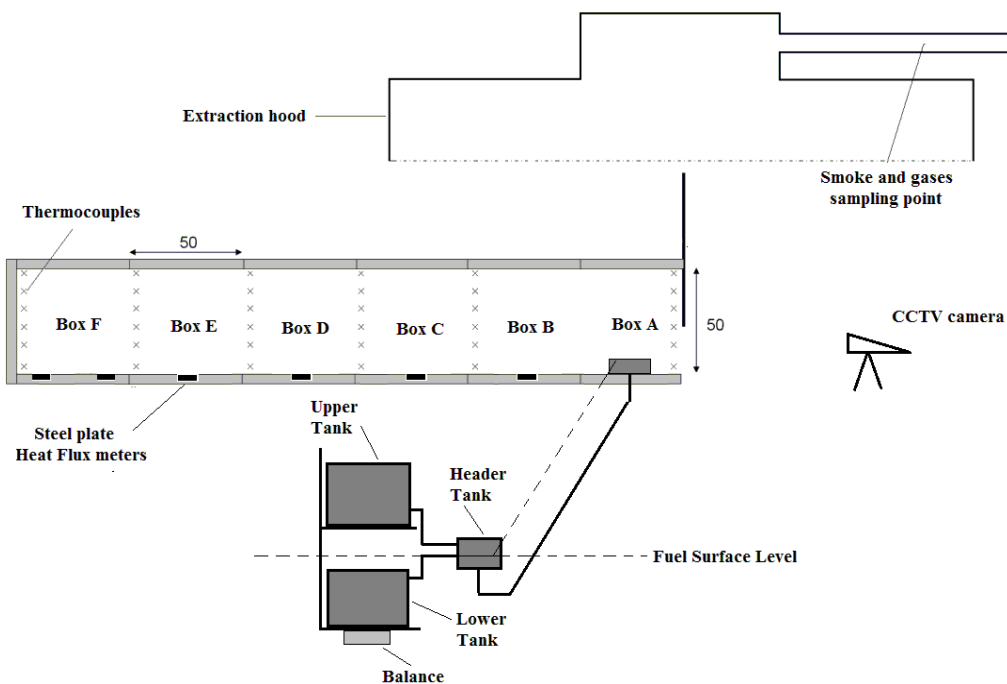 Extraction hood
Smoke and gases
sampling point
Thermocouples
50
Box F
Box E
Box D
Box C
Box B
Box A
50
CCTV camera
Steel plate
Heat Flux meters
Upper
Tank
Header
Tank
Fuel Surface Level
Lower
Tank
Balance